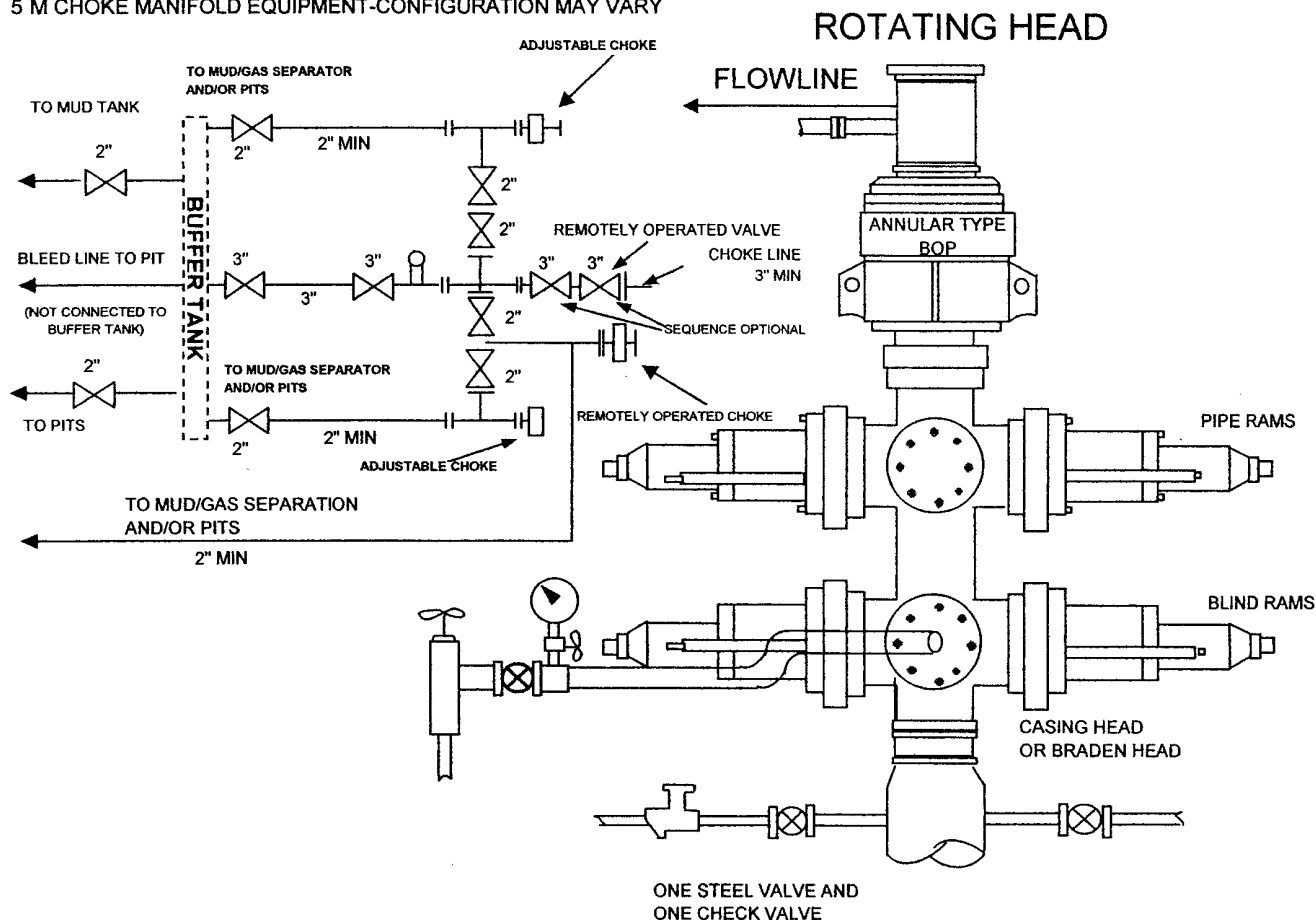 5 M CHOKE MANIFOLD EQUIPMENT-CONFIGURATION MAY VARY
ROTATING HEAD
ADJUSTABLE CHOKE
TO MUD/GAS SEPARATOR
AND/OR PITS
FLOWLINE
TO MUD TANK
2"
2"
2" MIN
2"
2"
BUFFER TANK
ANNULAR TYPE
BOP
REMOTELY OPERATED VALVE
CHOKE LINE
3" MIN
BLEED LINE TO PIT
3"
3"
3"
3"
3"
(NOT CONNECTED TO
BUFFER TANK)
2"
SEQUENCE OPTIONAL
2"
TO MUD/GAS SEPARATOR
AND/OR PITS
2"
TO PITS
2"
2" MIN
REMOTELY OPERATED CHOKE
ADJUSTABLE CHOKE
PIPE RAMS
TO MUD/GAS SEPARATION
AND/OR PITS
2" MIN
BLIND RAMS
CASING HEAD
OR BRADEN HEAD
ONE STEEL VALVE AND
ONE CHECK VALVE